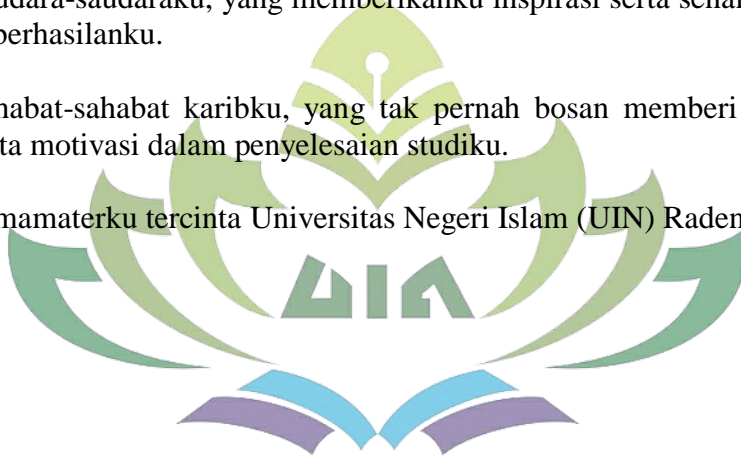 udara-saudaraku, yang memberikanku inspirasi serta
berhasilanku.
habat-sahabat karibku, yang tak pernah bosan memberi
ta motivasi dalam penyelesaian studiku.
mamaterku tercinta Universitas Negeri Islam (UIN) Raden
UIN